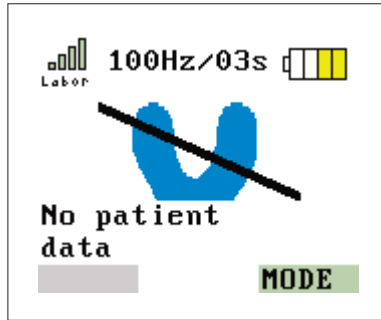 100Hz/03s
Labor
No patient
data
MODE